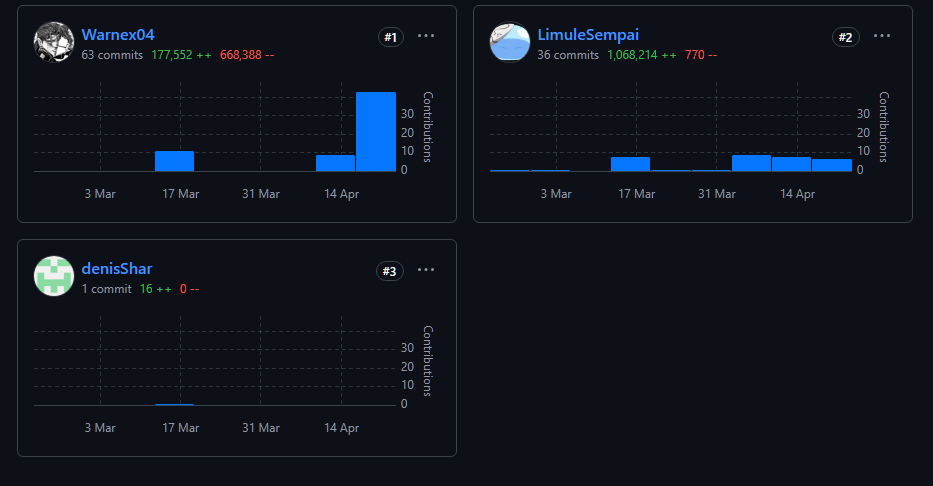 Warnex04
#1
63 commits 177,552 ++ 668,388 --
Contributions
30
20
10
0
3 Mar 17 Mar 31 Mar 14 Apr
LimuleSempai
#2
36 commits 1,068,214 ++ 770 --
Contributions
30
20
10
0
3 Mar 17 Mar 31 Mar 14 Apr
denisShar
#3
1 commit 16 ++ 0 --
Contributions
30
20
10
0
3 Mar 17 Mar 31 Mar 14 Apr